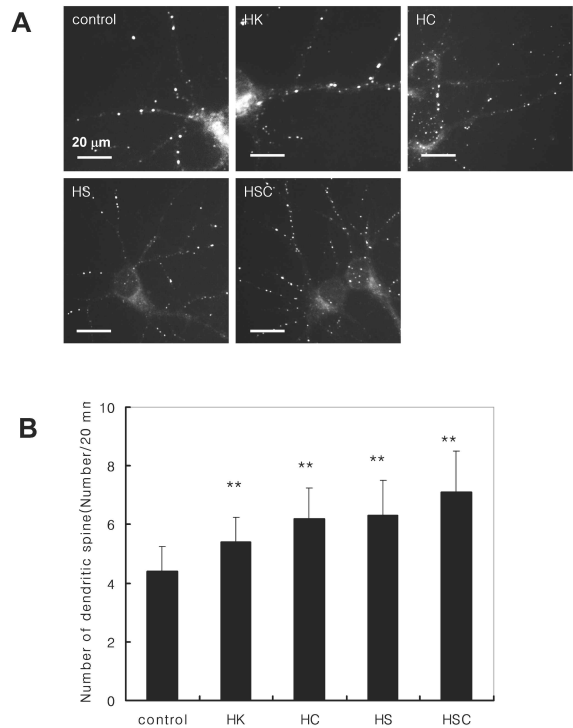 A
control
HK
HC
20 μm
HS
HSC
B
Number of dendritic spine(Number/20 mn
10
8
6
4
2
0
**
**
**
**
control
HK
HC
HS
HSC